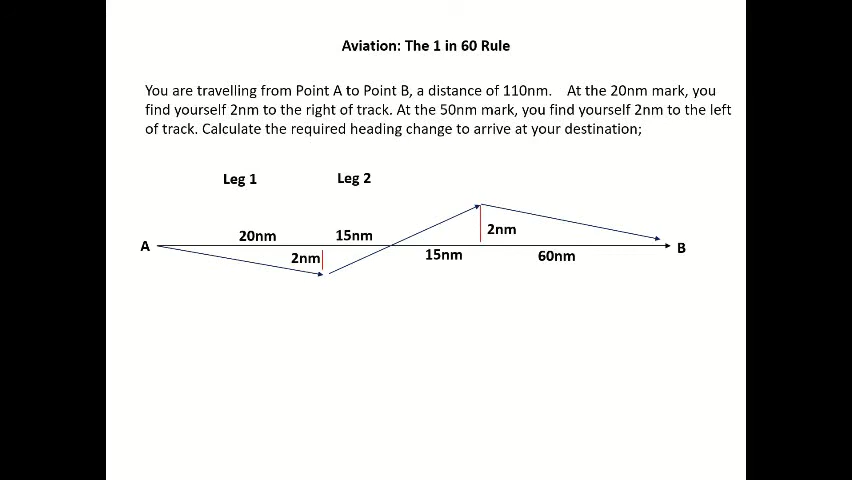 Aviation: The 1 in 60 Rule
You are travelling from Point A to Point B, a distance of 110nm. At the 20nm mark, you
find yourself 2nm to the right of track. At the 50nm mark, you find yourself 2nm to the left
of track. Calculate the required heading change to arrive at your destination;
Leg 1 Leg 2
2nm
20nm 15nm
A B
15nm 60nm
2nm